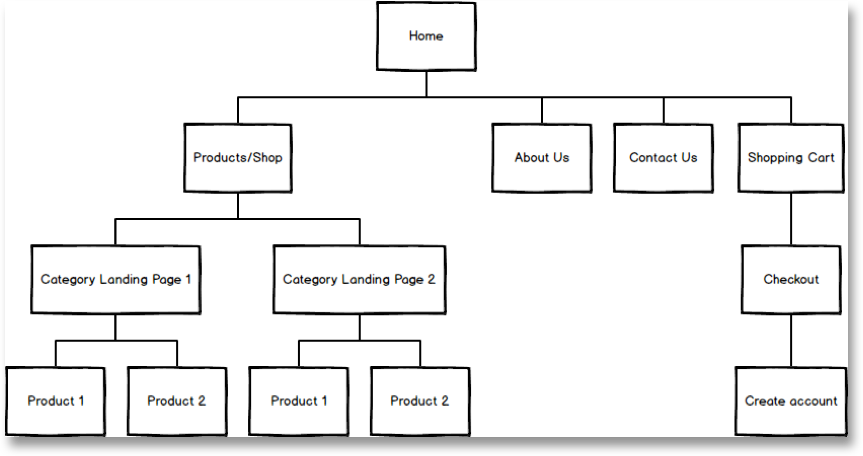 Home
Products/Shop
About Us
Contact Us
Shopping Cart
Category Landing Page 1
Category Landing Page 2
Checkout
Product 1
Product 2
Product 1
Product 2
Create account